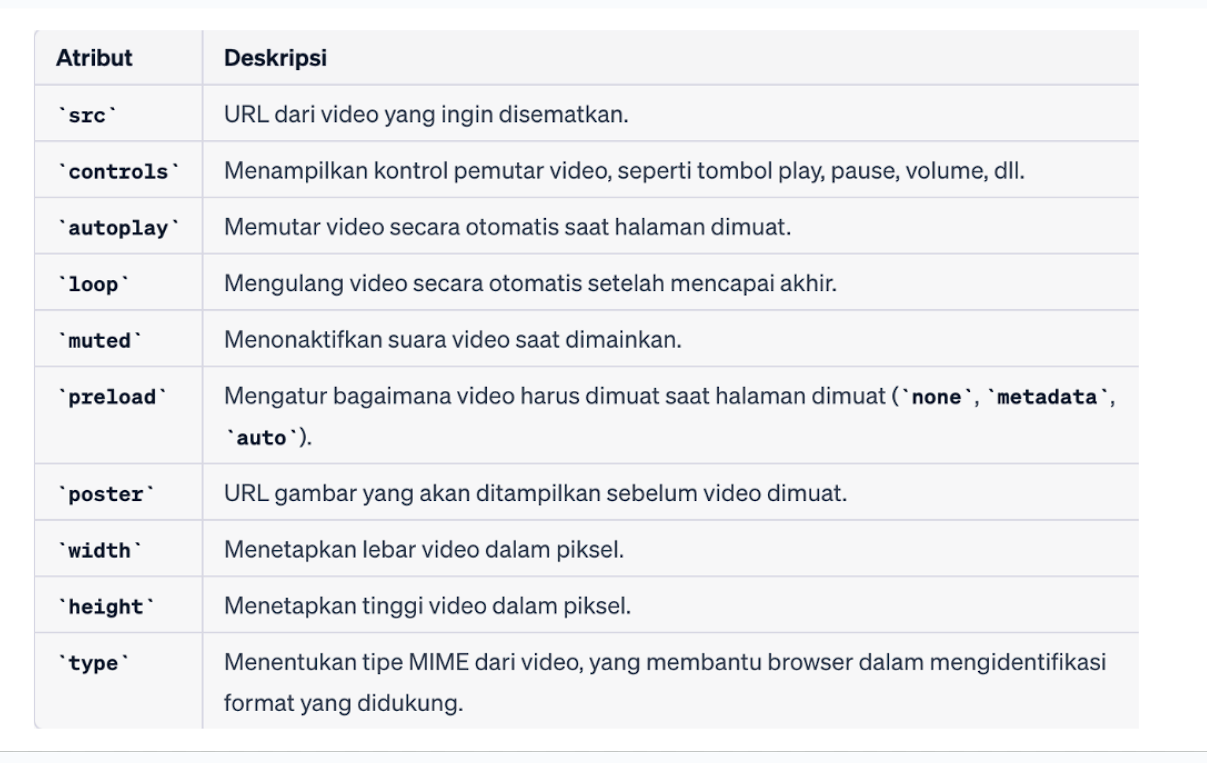 Atribut Deskripsi
`src` URL dari video yang ingin disematkan.
`controls` Menampilkan kontrol pemutar video, seperti tombol play, pause, volume, dll.
`autoplay` Memutar video secara otomatis saat halaman dimuat.
`loop` Mengulang video secara otomatis setelah mencapai akhir.
`muted` Menonaktifkan suara video saat dimainkan.
`preload` Mengatur bagaimana video harus dimuat saat halaman dimuat (`none`, `metadata`,
`auto`).
`poster` URL gambar yang akan ditampilkan sebelum video dimuat.
`width` Menetapkan lebar video dalam piksel.
`height` Menetapkan tinggi video dalam piksel.
`type` Menentukan tipe MIME dari video, yang membantu browser dalam mengidentifikasi
format yang didukung.